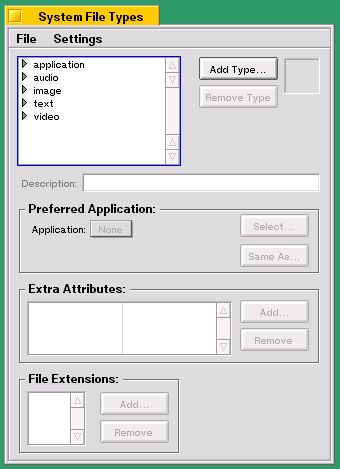 System File Types
File Settings
application
audio
image
text
video
Add Type...
Remove Type
Description:
Preferred Application:
Application: None
Select...
Same As...
Extra Attributes:
Add...
Remove
File Extensions:
Add...
Remove